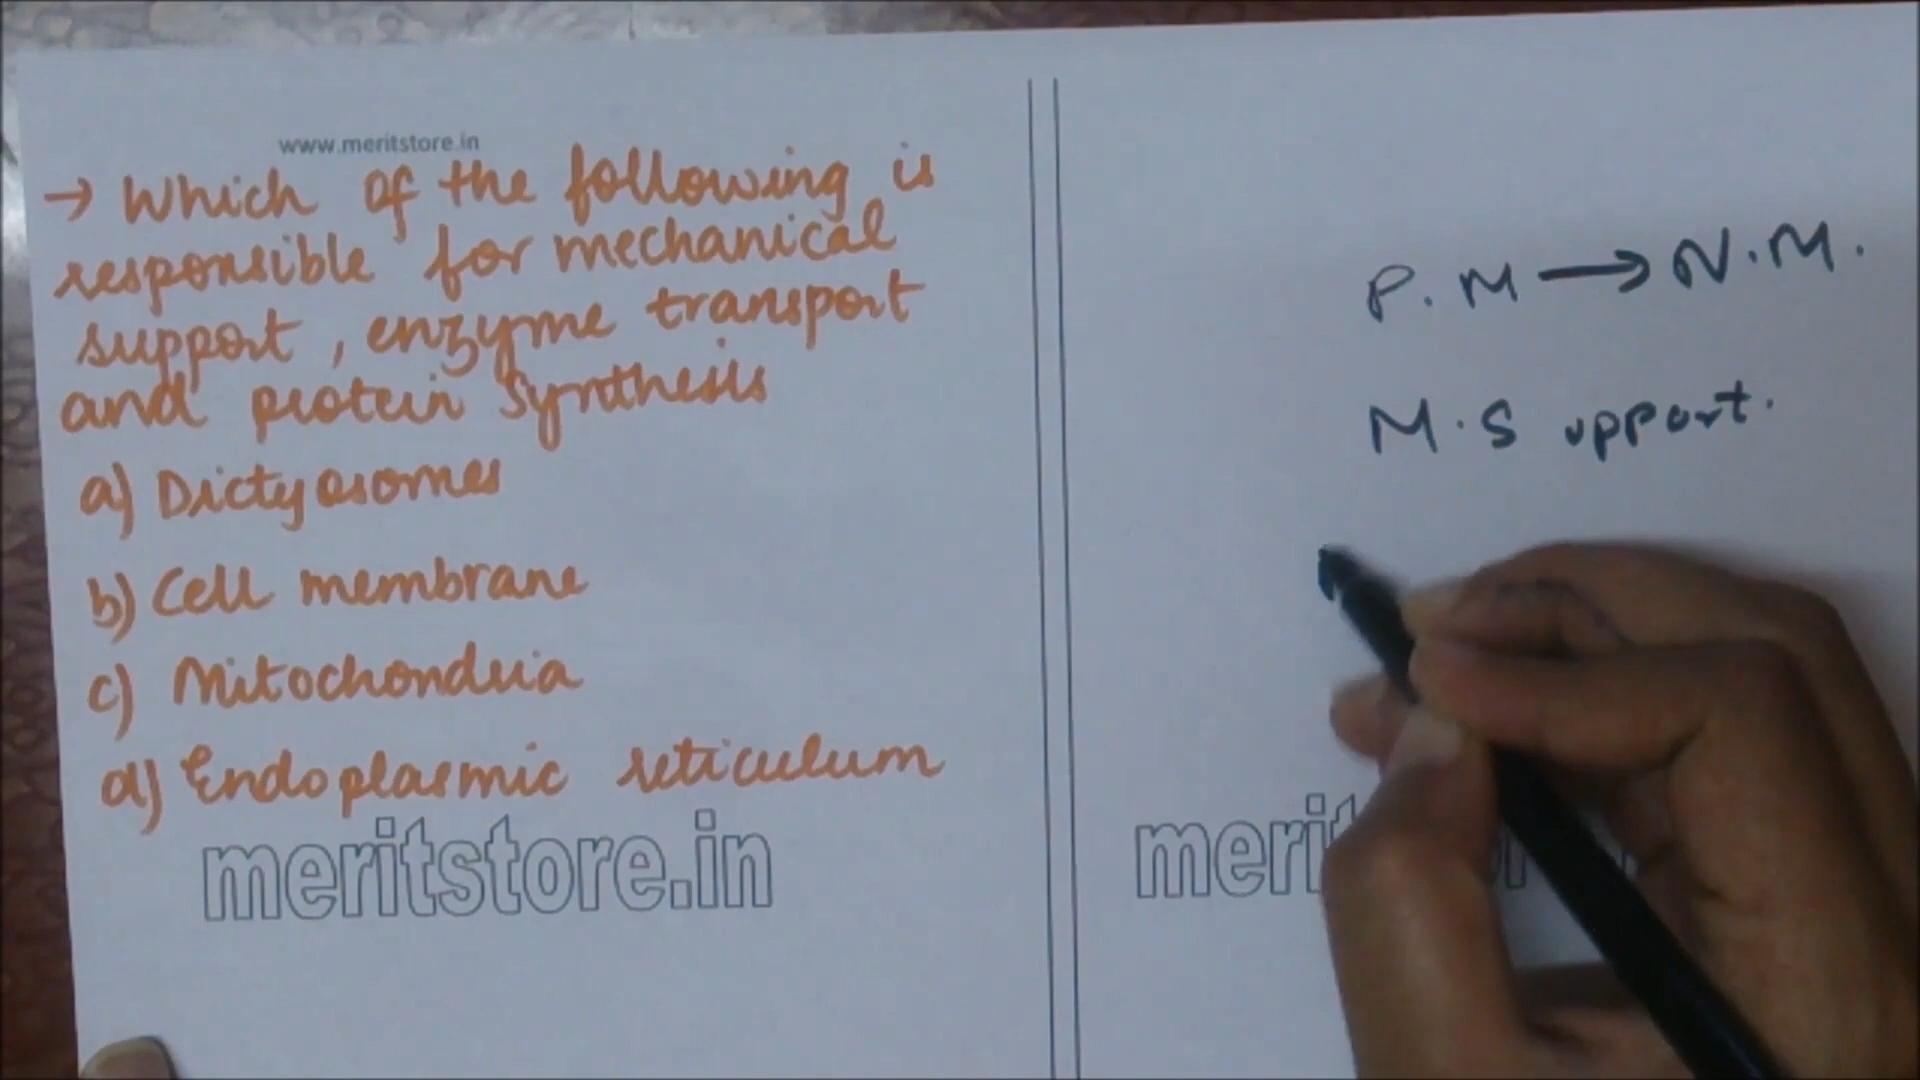 www.meritstore.in
→ Which of the following is
responsible for mechanical
support, enzyme transport
and protein synthesis
a) Dictyosomes
b) Cell membrane
c) Mitochondria
d) Endoplasmic reticulum
meritstore.in
P.M → N.M.
M.S upport.